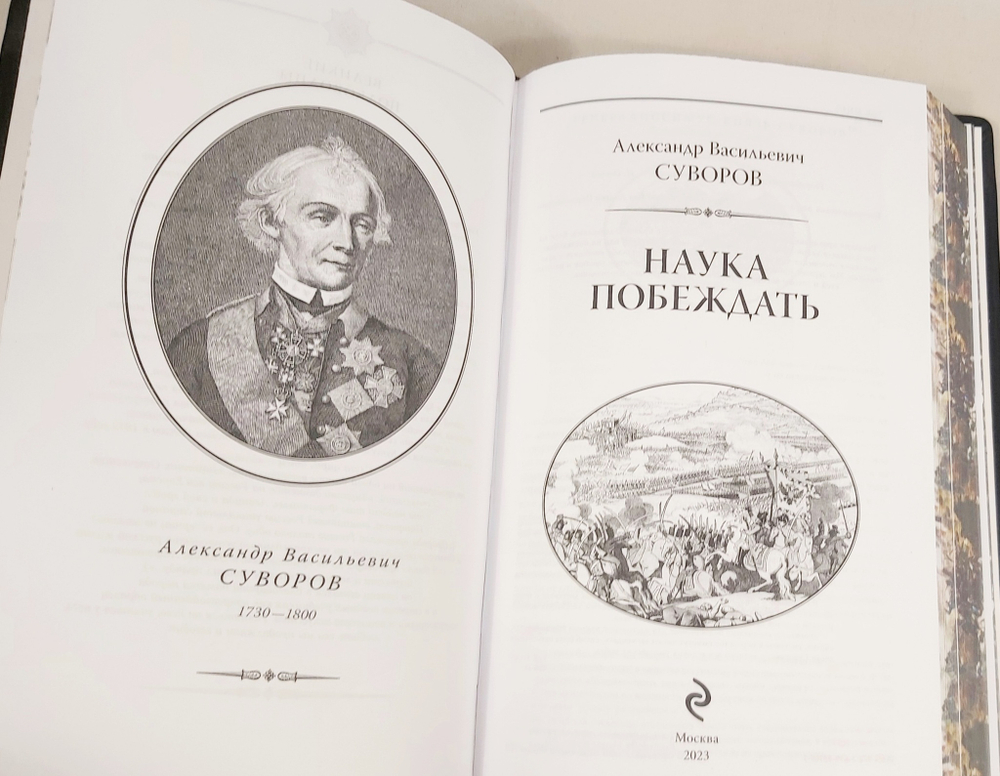 Александр Васильевич
СУВОРОВ
1730—1800
Александр Васильевич
СУВОРОВ
НАУКА
ПОБЕЖДАТЬ
Москва
2023